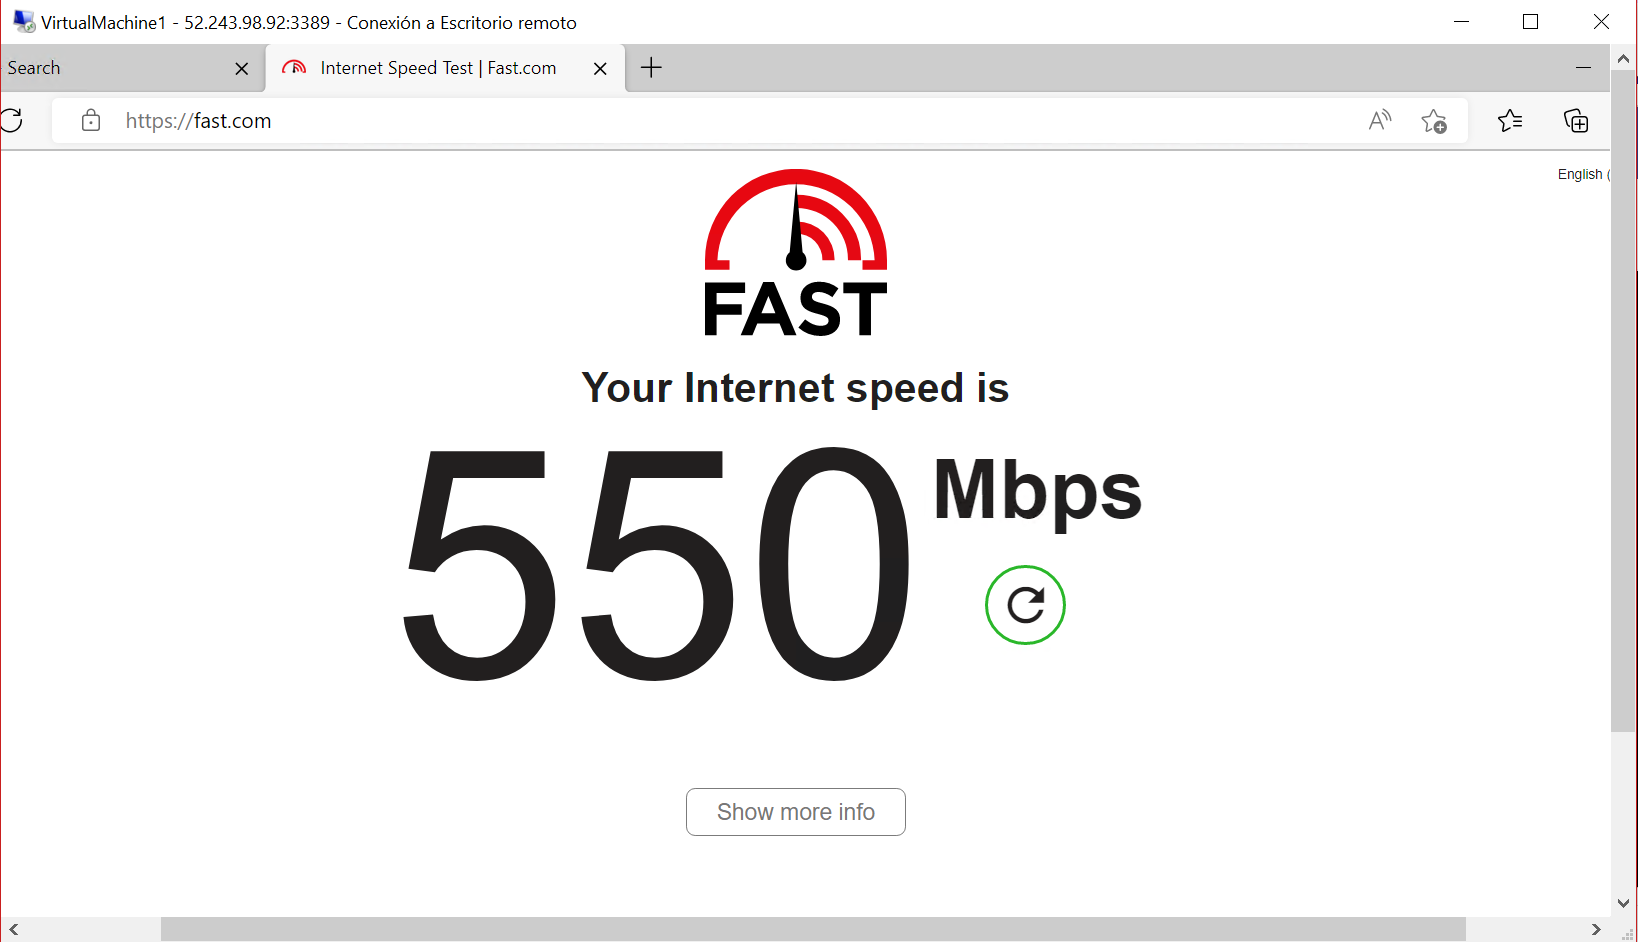 VirtualMachine1 - 52.243.98.92:3389 - Conexión a Escritorio remoto
Search
Internet Speed Test | Fast.com
https://fast.com
English (
FAST
Your Internet speed is
550 Mbps
Show more info